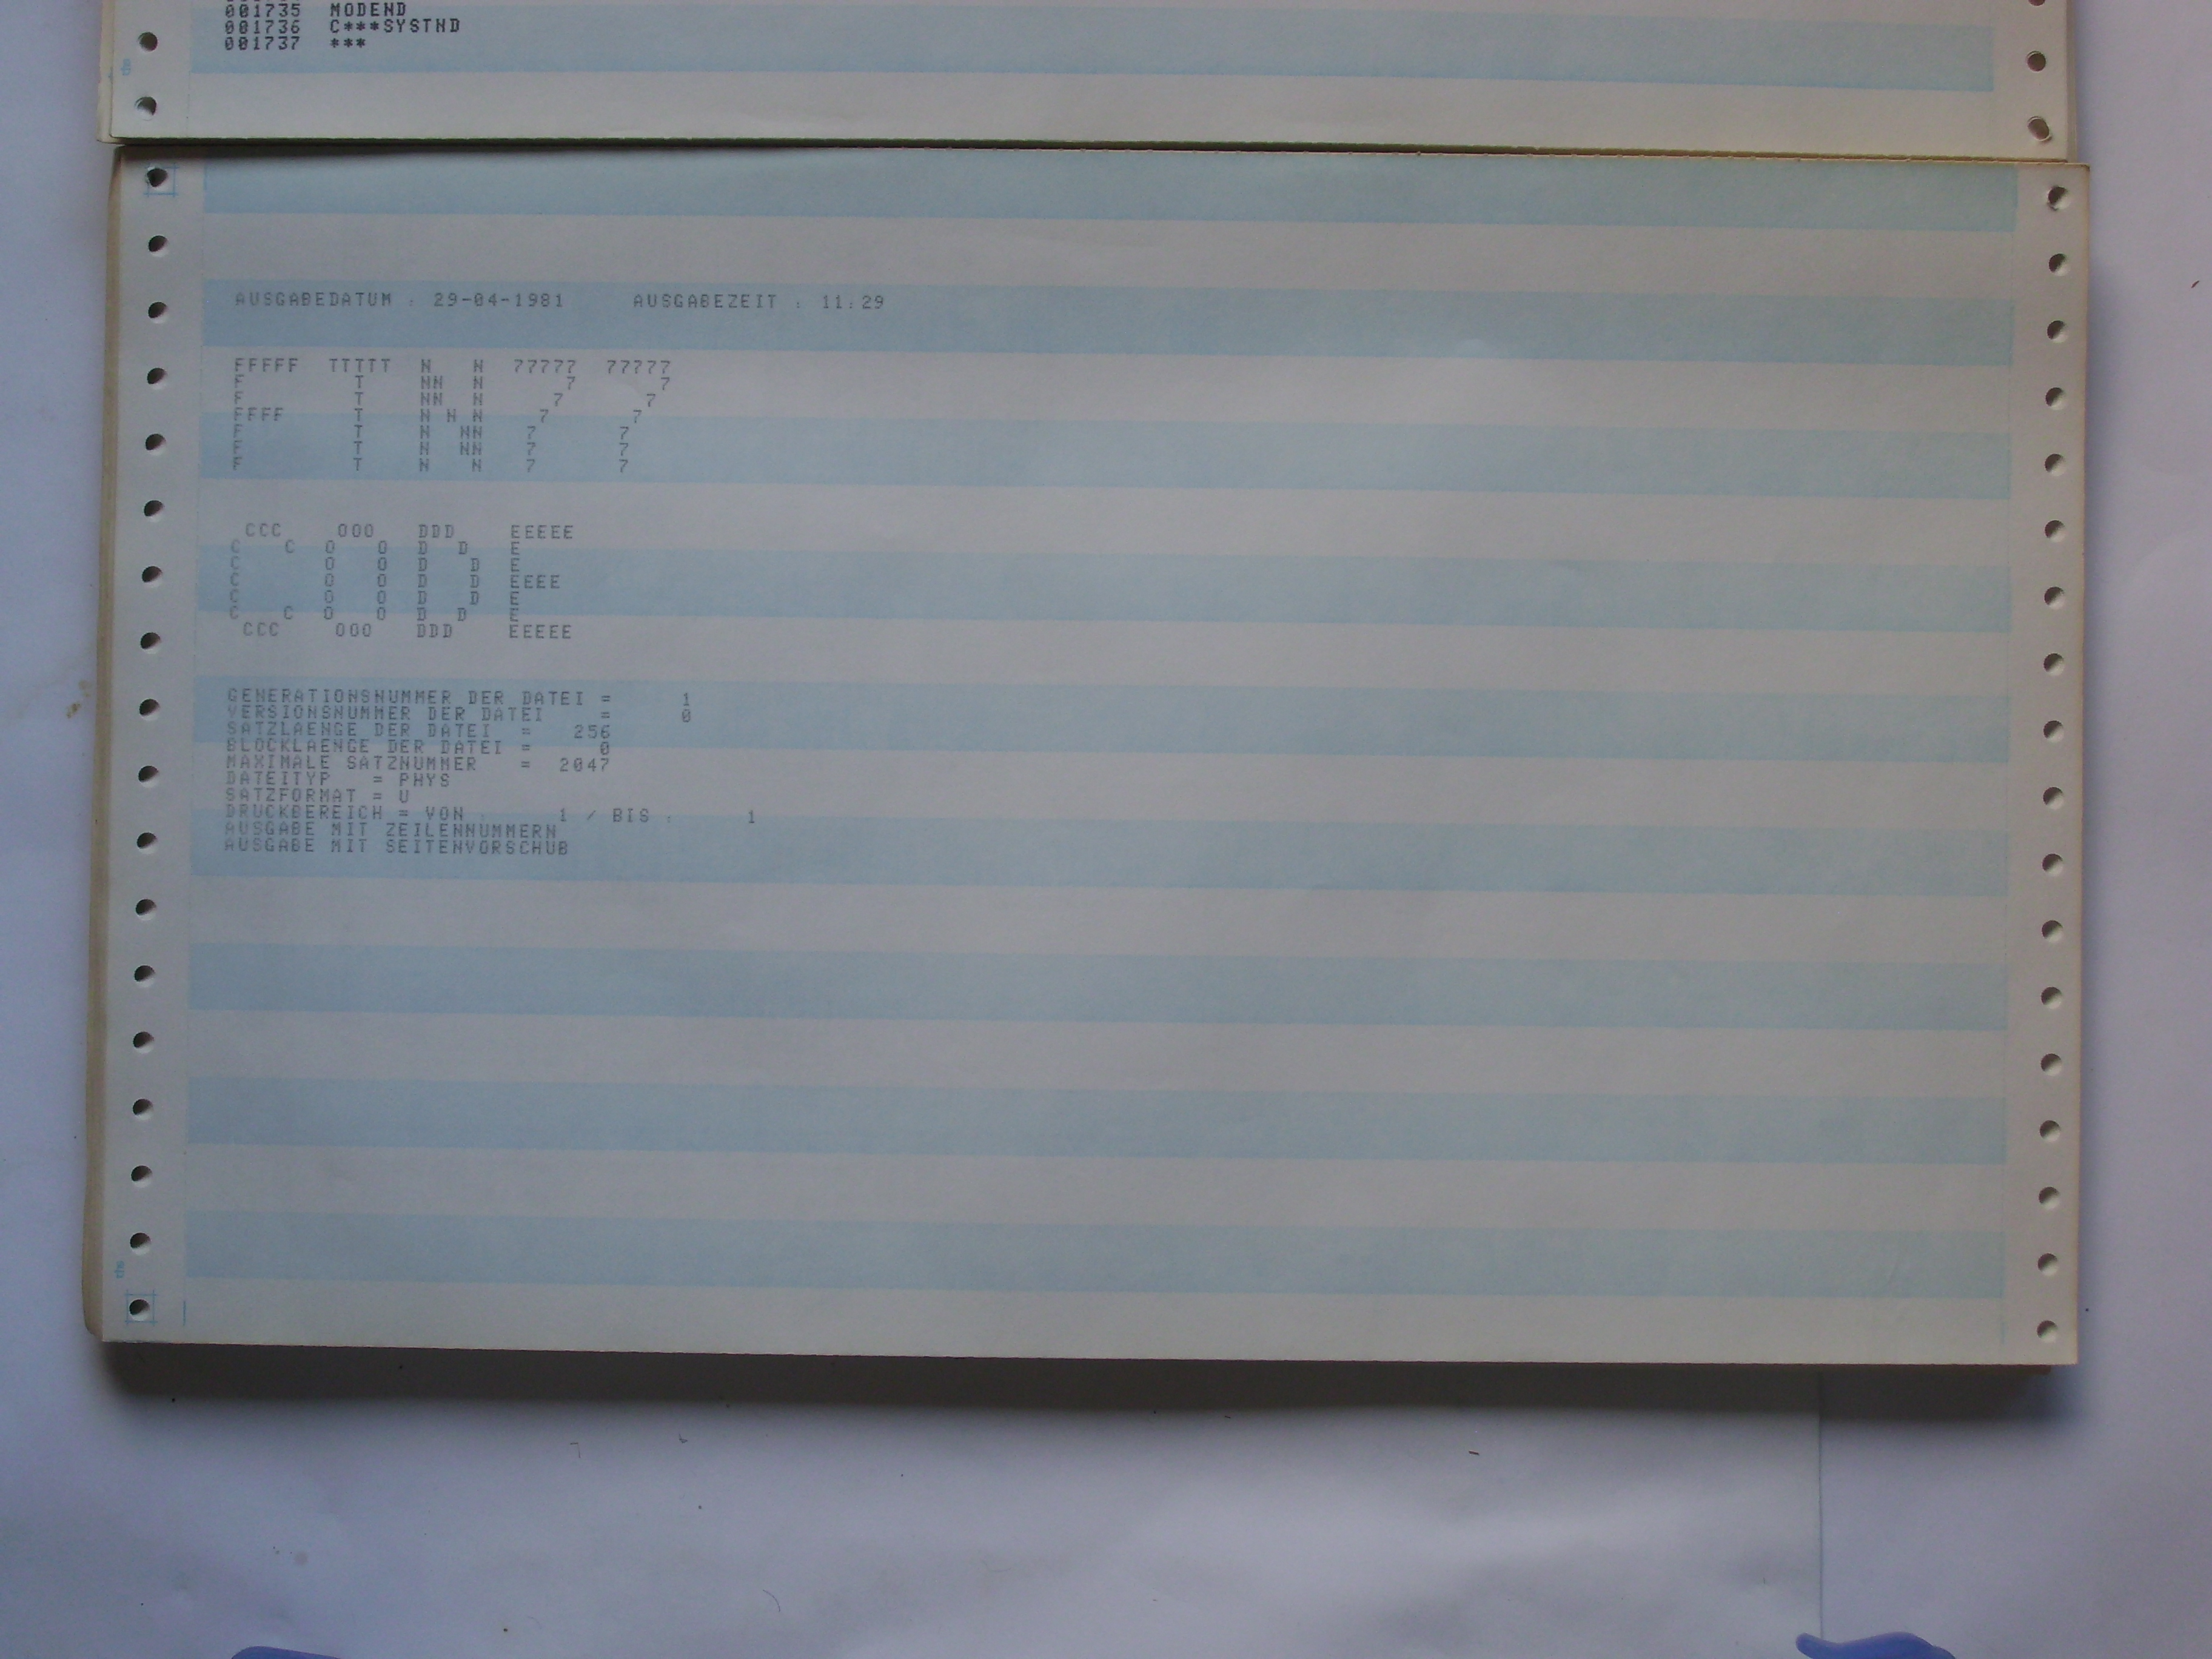 001735  MODEND
001736  C***SYSTND
001737  ***
AUSGABEDATUM : 29-04-1981     AUSGABEZEIT : 11:29
FFFFF  TTTTT  N   N  77777  77777
F        T    NN  N      7      7
F        T    NN  N     7      7
FFFF     T    N N N    7      7
F        T    N  NN   7      7
F        T    N  NN   7      7
F        T    N   N   7      7
 CCC    OOO   DDD    EEEEE
C   C  O   O  D  D   E
C      O   O  D   D  E
C      O   O  D   D  EEEE
C      O   O  D   D  E
C   C  O   O  D  D   E
 CCC    OOO   DDD    EEEEE
GENERATIONSNUMMER DER DATEI =     1
VERSIONSNUMMER DER DATEI    =     0
SATZLAENGE DER DATEI  =   256
BLOCKLAENGE DER DATEI =     0
MAXIMALE SATZNUMMER   =  2047
DATEITYP   = PHYS
SATZFORMAT = U
DRUCKBEREICH = VON :     1 / BIS :     1
AUSGABE MIT ZEILENNUMMERN
AUSGABE MIT SEITENVORSCHUB